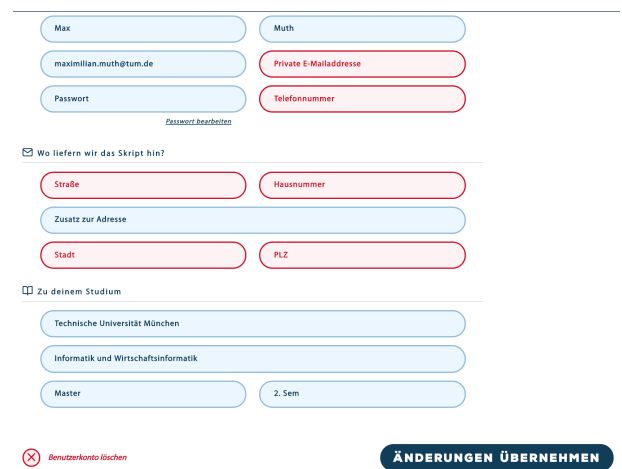 Max Muth
maximilian.muth@tum.de Private E-Mailaddresse
Passwort Telefonnummer
Passwort bearbeiten
Wo liefern wir das Skript hin?
Straße Hausnummer
Zusatz zur Adresse
Stadt PLZ
Zu deinem Studium
Technische Universität München
Informatik und Wirtschaftsinformatik
Master 2. Sem
Benutzerkonto löschen ÄNDERUNGEN ÜBERNEHMEN